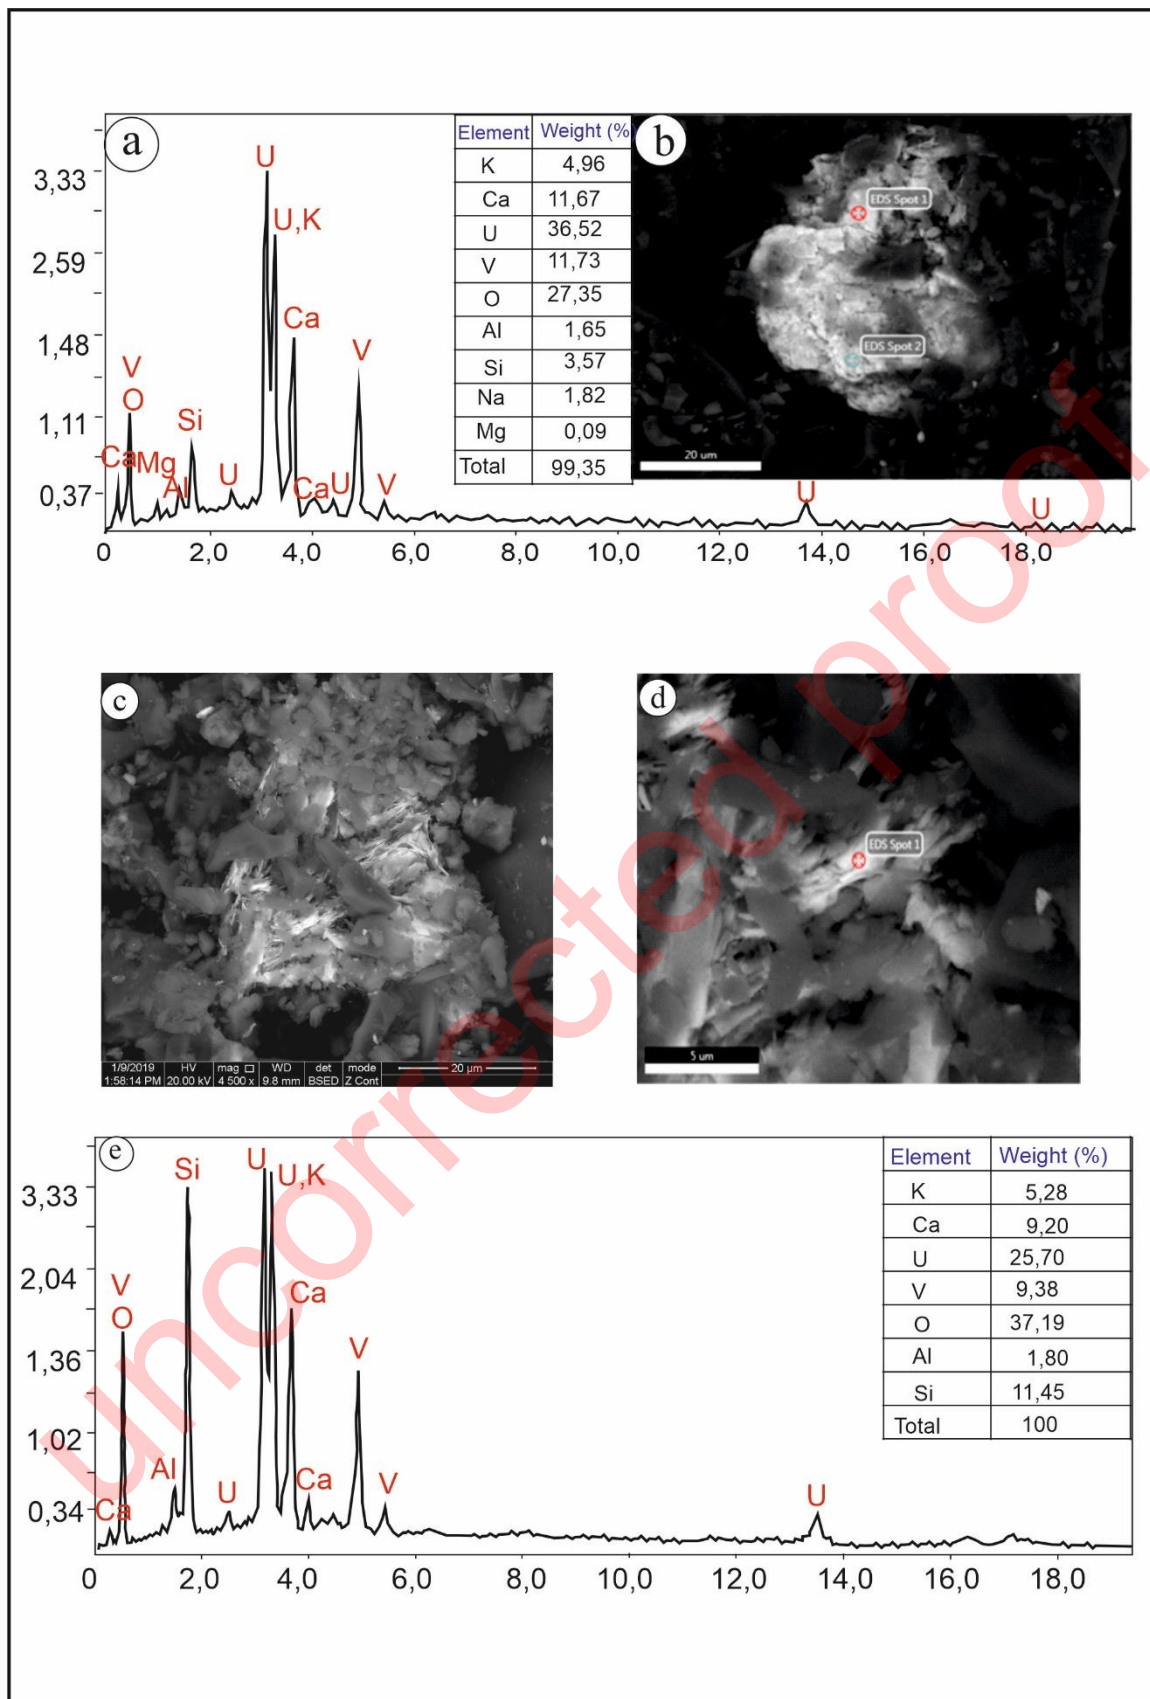 a
3,33
2,59
1,48
1,11
0,37
U
U,K
Ca
V
V
O
Si
Ca
Mg
Al
U
Ca
U
V
U
U
0
2,0
4,0
6,0
8,0
10,0
12,0
14,0
16,0
18,0
Element Weight (%)
K 4,96
Ca 11,67
U 36,52
V 11,73
O 27,35
Al 1,65
Si 3,57
Na 1,82
Mg 0,09
Total 99,35
b
EDS Spot 1
EDS Spot 2
20 um
c
1/9/2019 HV mag WD det mode 20 µm
1:58:14 PM 20.00 kV 4 500 x 9.8 mm BSED Z Cont
d
EDS Spot 1
5 um
e
3,33
2,04
1,36
1,02
0,34
Si
U
U,K
V
O
Ca
V
Al
Ca
U
Ca
V
U
0
2,0
4,0
6,0
8,0
10,0
12,0
14,0
16,0
18,0
Element Weight (%)
K 5,28
Ca 9,20
U 25,70
V 9,38
O 37,19
Al 1,80
Si 11,45
Total 100
uncorrected proof